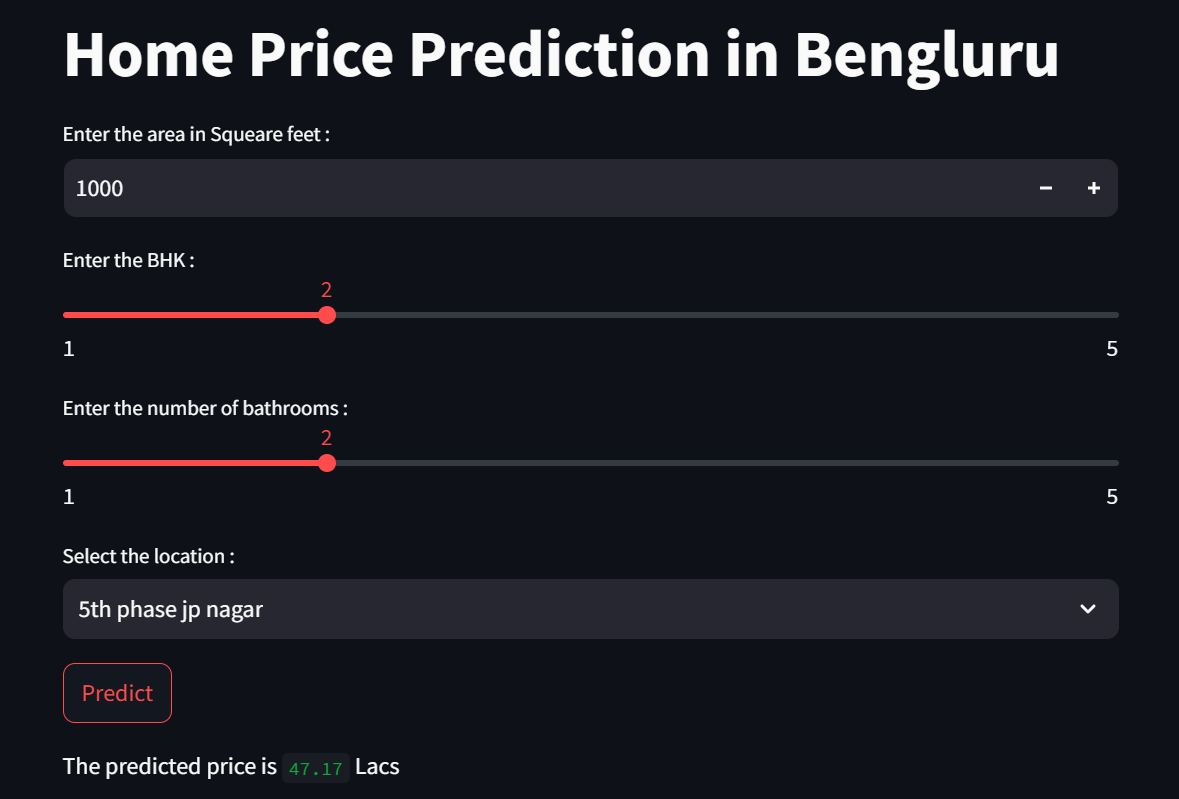 Home Price Prediction in Bengluru
Enter the area in Squeare feet :
1000
Enter the BHK :
2
1 5
Enter the number of bathrooms :
2
1 5
Select the location :
5th phase jp nagar
Predict
The predicted price is 47.17 Lacs